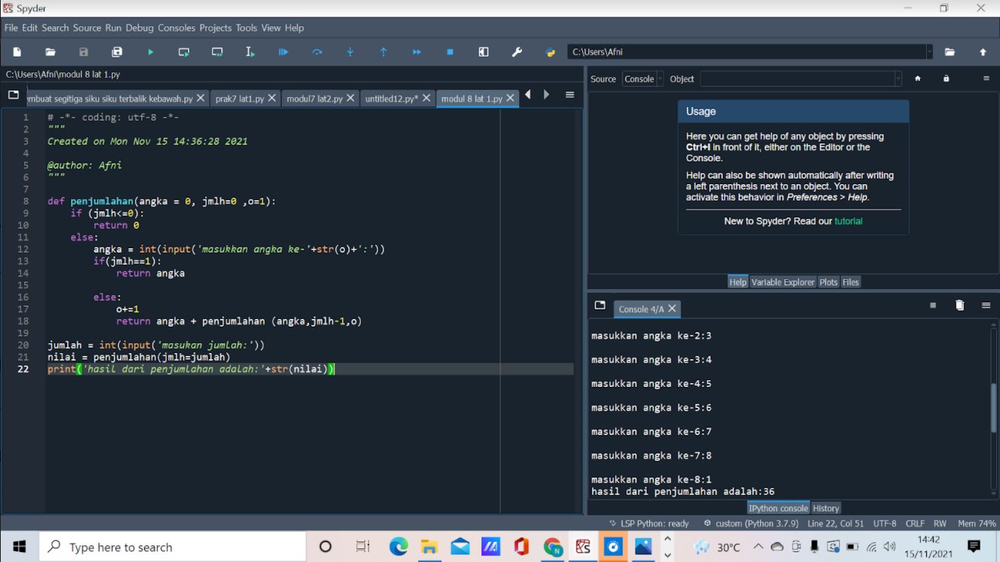 Spyder
File Edit Search Source Run Debug Consoles Projects Tools View Help
C:\Users\Afni
C:\Users\Afni\modul 8 lat 1.py
embuat segitiga siku siku terbalik kebawah.py prak7 lat1.py modul7 lat2.py untitled12.py* modul 8 lat 1.py
1 # -*- coding: utf-8 -*-
2 """
3 Created on Mon Nov 15 14:36:28 2021
4
5 @author: Afni
6 """
7
8 def penjumlahan(angka = 0, jmlh=0 ,o=1):
9     if (jmlh<=0):
10         return 0
11     else:
12         angka = int(input('masukkan angka ke-'+str(o)+':'))
13         if(jmlh==1):
14             return angka
15
16         else:
17             o+=1
18             return angka + penjumlahan (angka,jmlh-1,o)
19
20 jumlah = int(input('masukan jumlah:'))
21 nilai = penjumlahan(jmlh=jumlah)
22 print('hasil dari penjumlahan adalah:'+str(nilai))
Source Console Object
Usage
Here you can get help of any object by pressing
Ctrl+I in front of it, either on the Editor or the
Console.
Help can also be shown automatically after writing
a left parenthesis next to an object. You can
activate this behavior in Preferences > Help.
New to Spyder? Read our tutorial
Help Variable Explorer Plots Files
Console 4/A
masukkan angka ke-2:3
masukkan angka ke-3:4
masukkan angka ke-4:5
masukkan angka ke-5:6
masukkan angka ke-6:7
masukkan angka ke-7:8
masukkan angka ke-8:1
hasil dari penjumlahan adalah:36
IPython console History
LSP Python: ready custom (Python 3.7.9) Line 22, Col 51 UTF-8 CRLF RW Mem 74%
Type here to search
30°C
14:42
15/11/2021